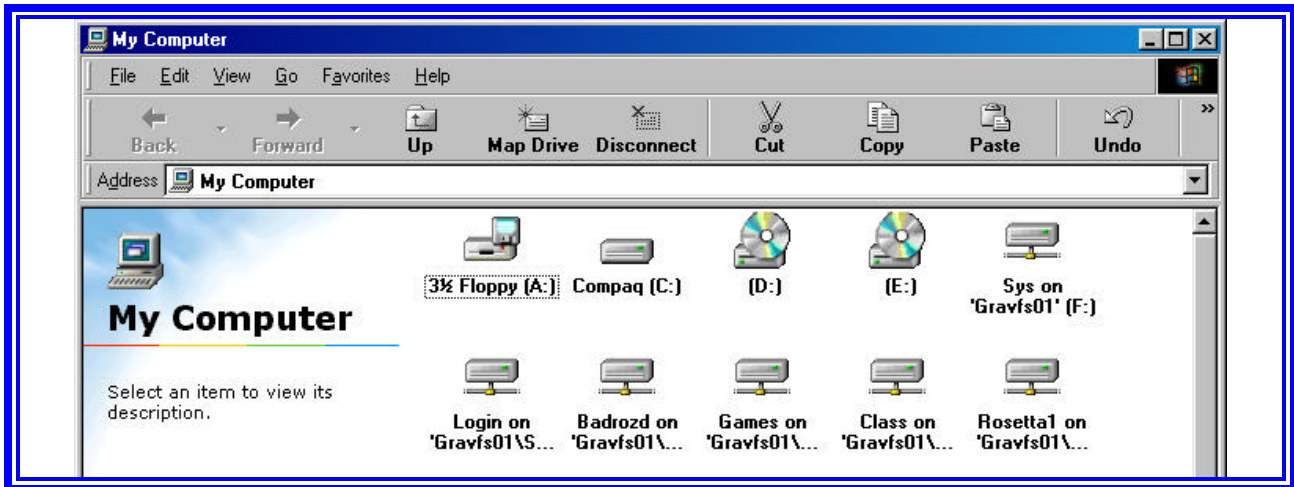 My Computer
File Edit View Go Favorites Help
Back Forward Up Map Drive Disconnect Cut Copy Paste Undo »
Address My Computer
My Computer
Select an item to view its
description.
3½ Floppy (A:) Compaq (C:) (D:) (E:) Sys on
'Gravfs01' (F:)
Login on Badrozd on Games on Class on Rosetta1 on
'Gravfs01\S... 'Gravfs01\... 'Gravfs01\... 'Gravfs01\... 'Gravfs01\...